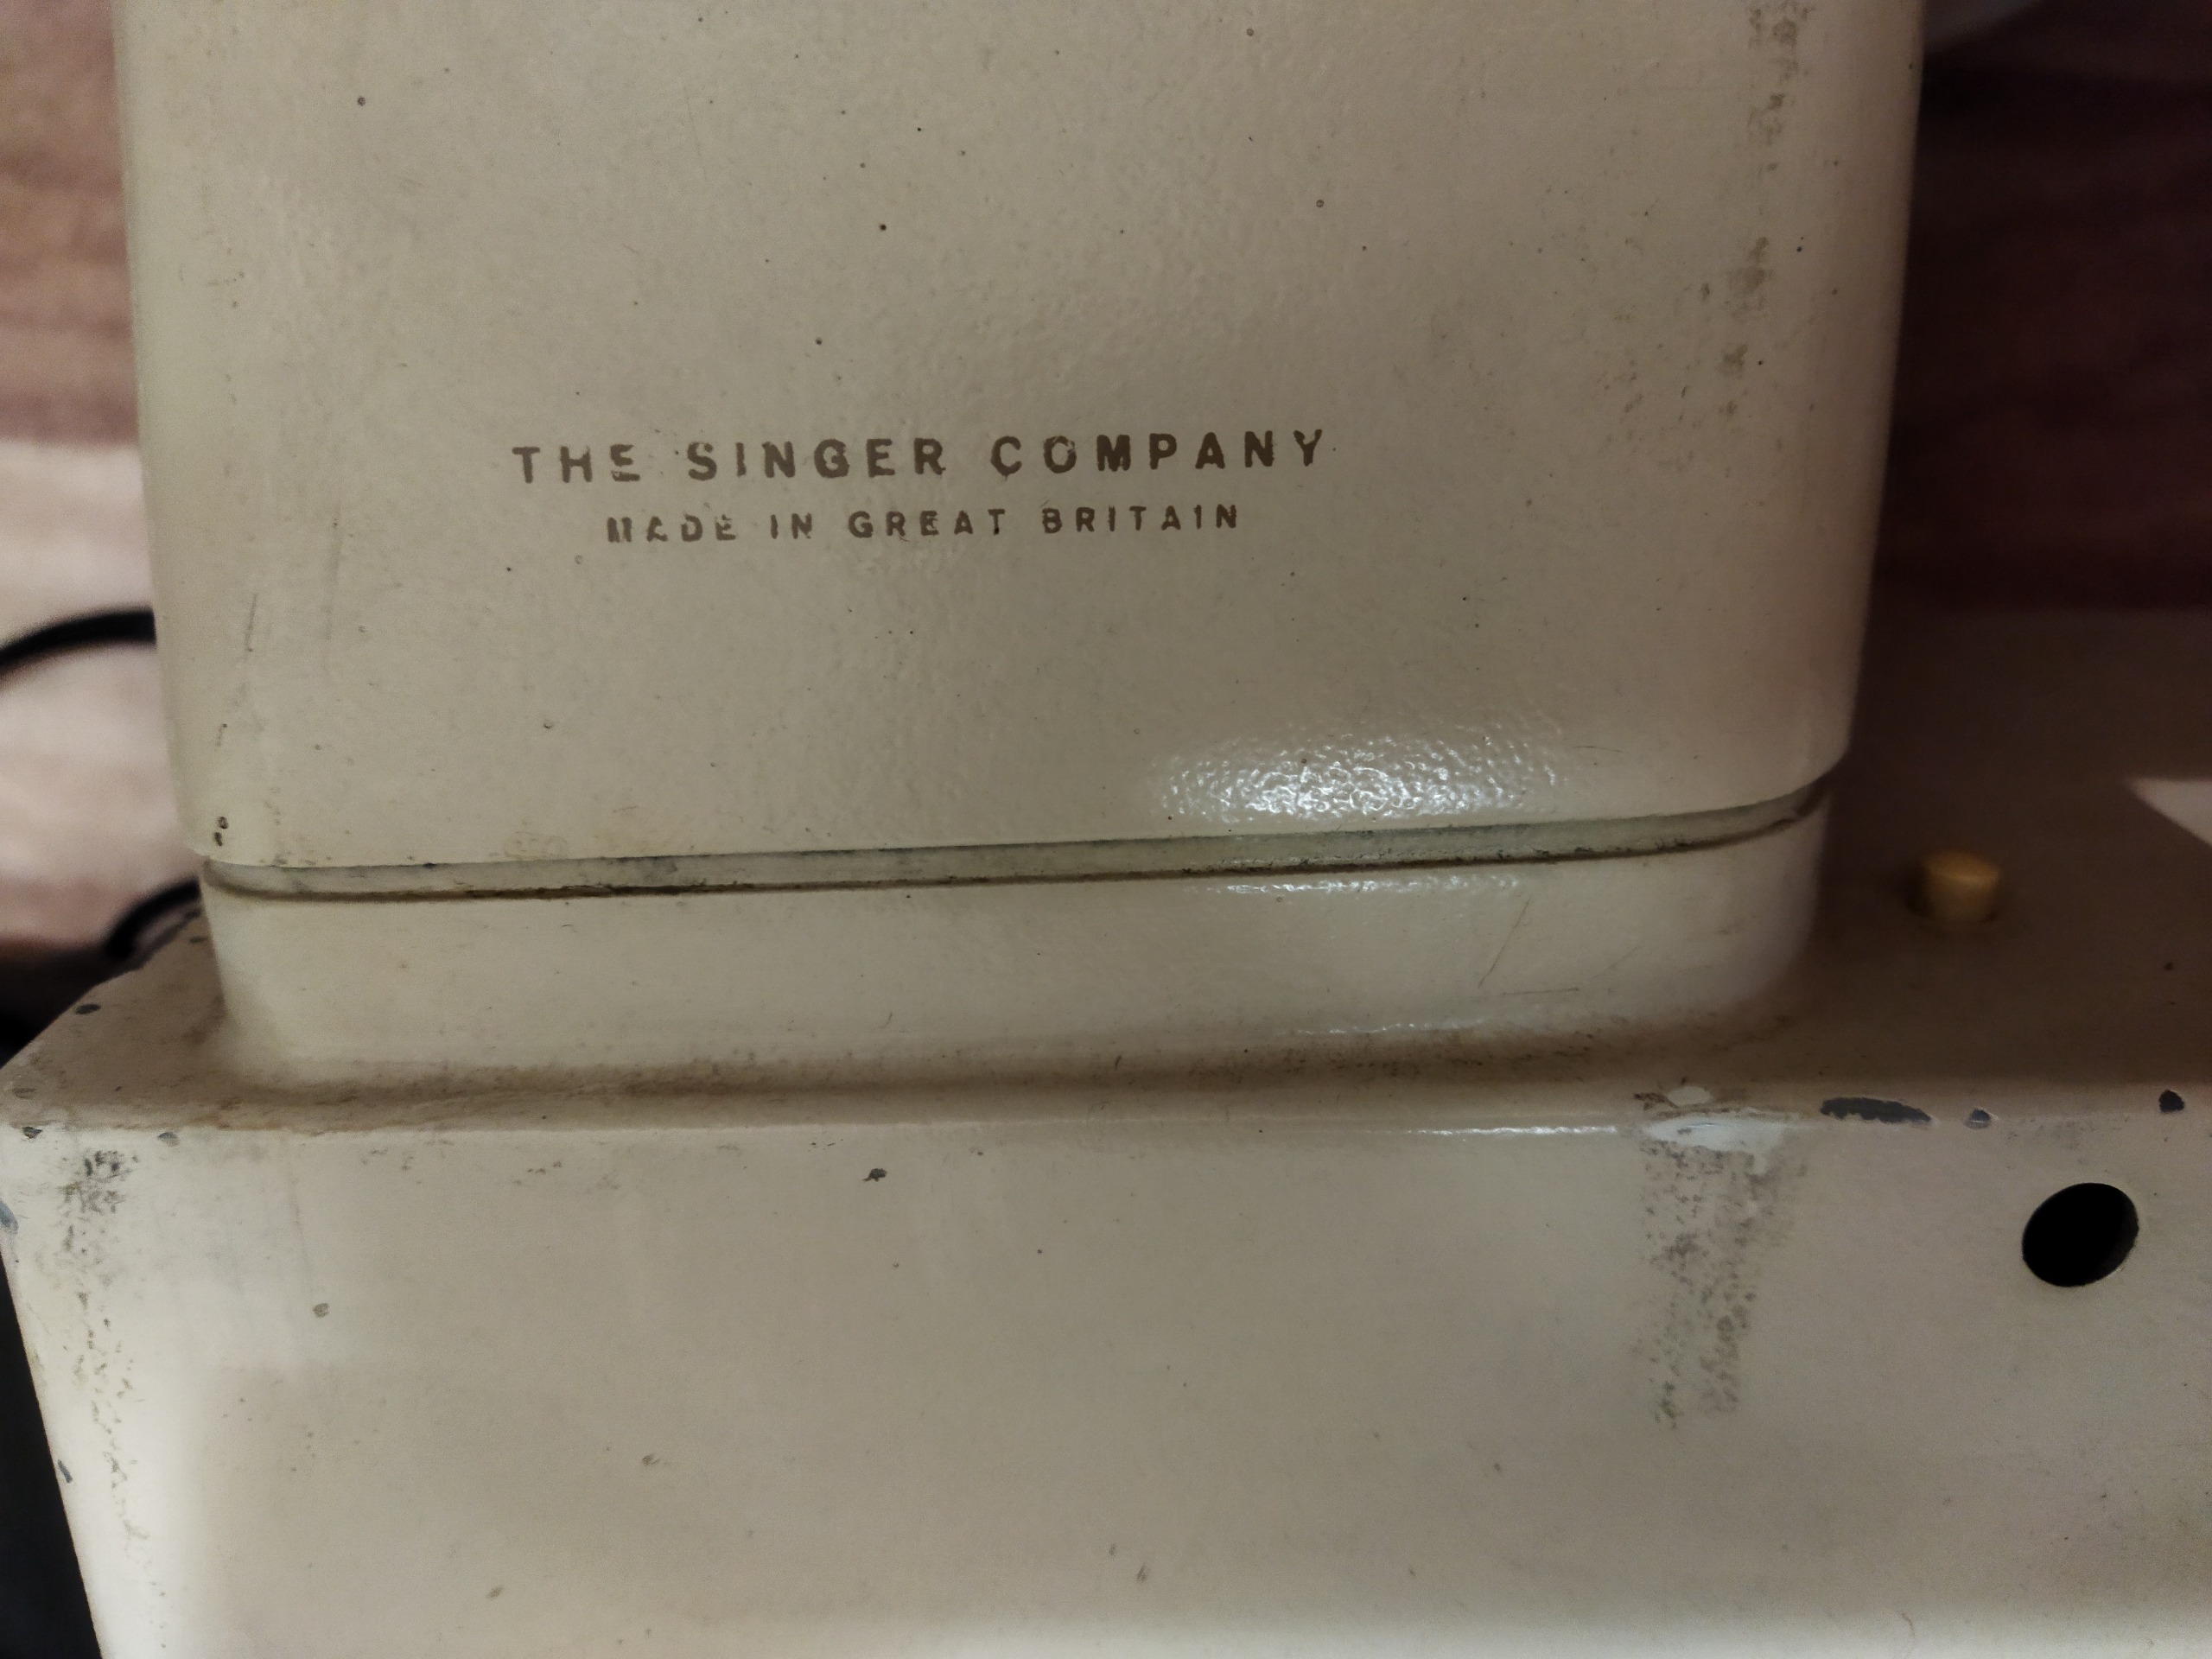 THE SINGER COMPANY
MADE IN GREAT BRITAIN